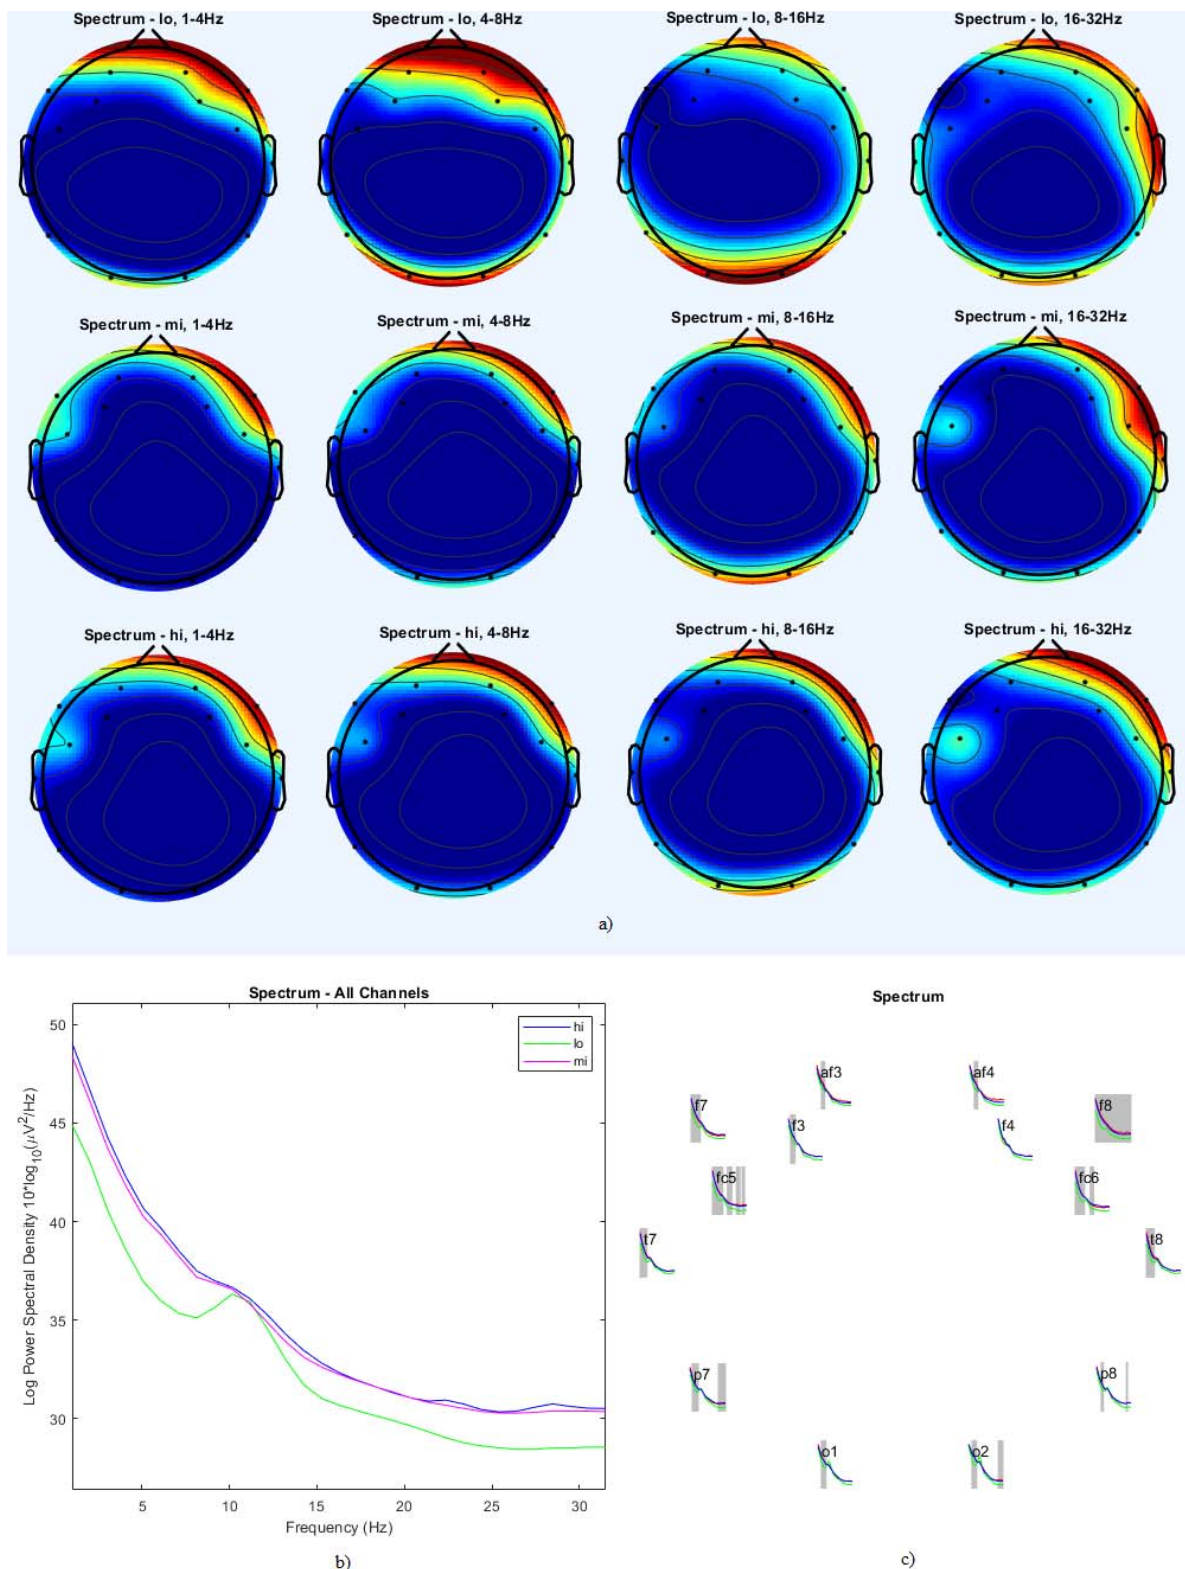 Spectrum - lo, 1-4Hz
Spectrum - lo, 4-8Hz
Spectrum - lo, 8-16Hz
Spectrum - lo, 16-32Hz
Spectrum - mi, 1-4Hz
Spectrum - mi, 4-8Hz
Spectrum - mi, 8-16Hz
Spectrum - mi, 16-32Hz
Spectrum - hi, 1-4Hz
Spectrum - hi, 4-8Hz
Spectrum - hi, 8-16Hz
Spectrum - hi, 16-32Hz
a)
Spectrum - All Channels
50
45
40
35
30
Log Power Spectral Density 10*log10(μV2/Hz)
hi
lo
mi
5
10
15
20
25
30
Frequency (Hz)
b)
Spectrum
af3
af4
f7
f8
f3
f4
fc5
fc6
t7
t8
p7
p8
o1
o2
c)